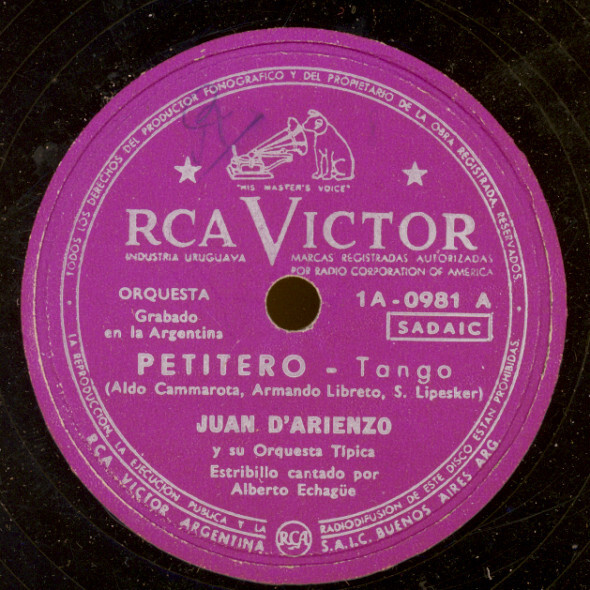 TODOS LOS DERECHOS DEL PRODUCTOR FONOGRAFICO Y DEL PROPIETARIO DE LA OBRA REGISTRADA, RESERVADOS.
"HIS MASTER'S VOICE"
RCA VICTOR
INDUSTRIA URUGUAYA
MARCAS REGISTRADAS AUTORIZADAS
POR RADIO CORPORATION OF AMERICA
ORQUESTA
1A-0981 A
Grabado
en la Argentina
SADAIC
PETITERO - Tango
(Aldo Cammarota, Armando Libreto, S. Lipesker)
JUAN D'ARIENZO
y su Orquesta Típica
Estribillo cantado por
Alberto Echagüe
LA REPRODUCCION, LA EJECUCION PUBLICA Y LA RADIODIFUSION DE ESTE DISCO ESTAN PROHIBIDAS.
RCA VICTOR ARGENTINA S.A.I.C. BUENOS AIRES ARG.
RCA